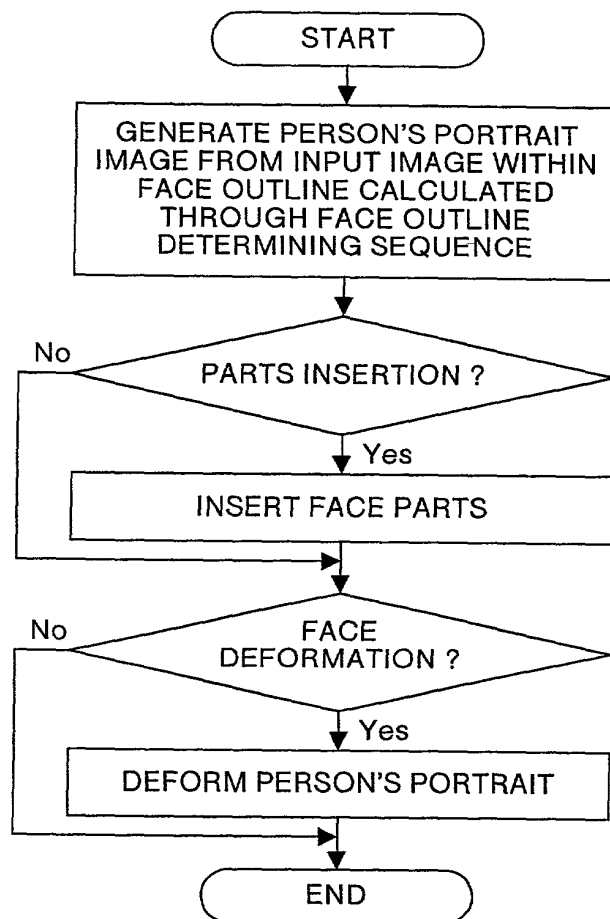 START
GENERATE PERSON'S PORTRAIT
IMAGE FROM INPUT IMAGE WITHIN
FACE OUTLINE CALCULATED
THROUGH FACE OUTLINE
DETERMINING SEQUENCE
No
PARTS INSERTION ?
Yes
INSERT FACE PARTS
No
FACE
DEFORMATION ?
Yes
DEFORM PERSON'S PORTRAIT
END